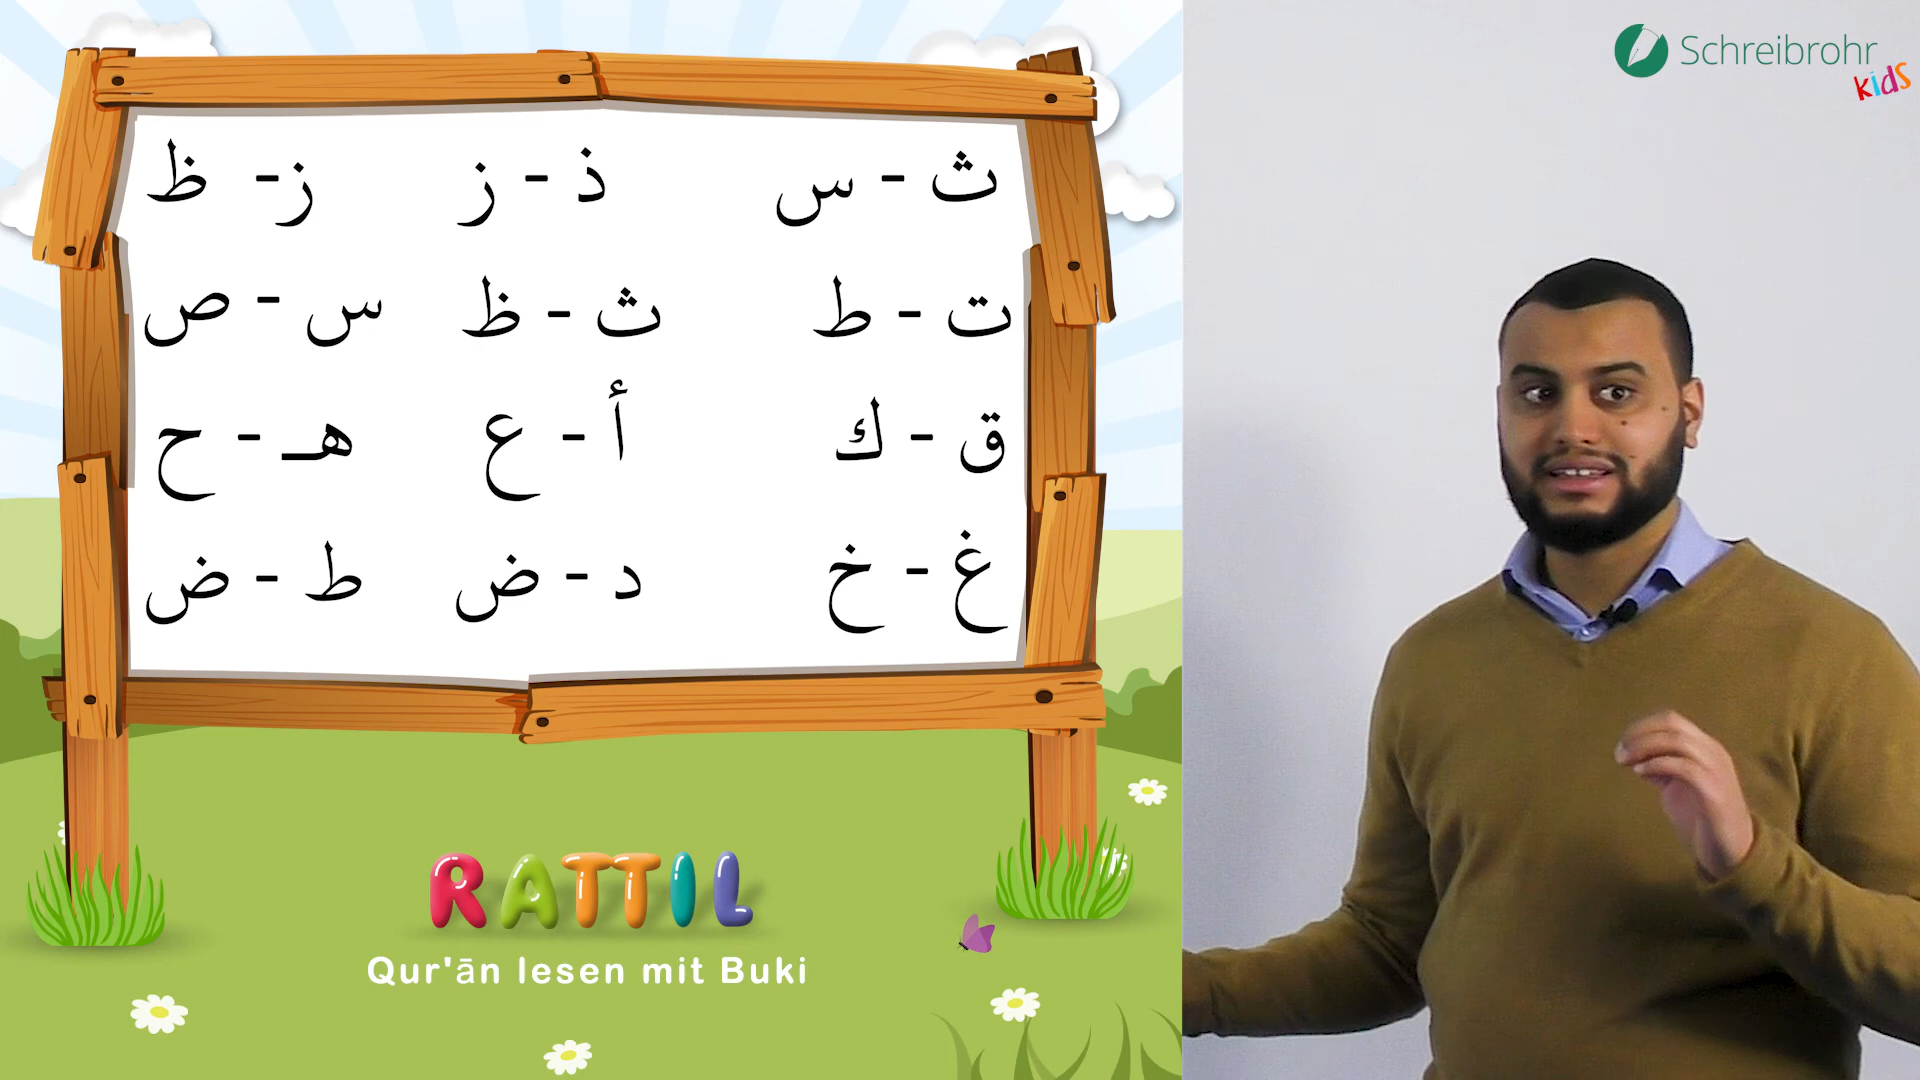 Schreibrohr
kids
ث - س ذ - ز ز - ظ
ت - ط ث - ظ س - ص
ق - ك أ - ع هـ - ح
غ - خ د - ض ط - ض
RATTIL
Qur'ān lesen mit Buki